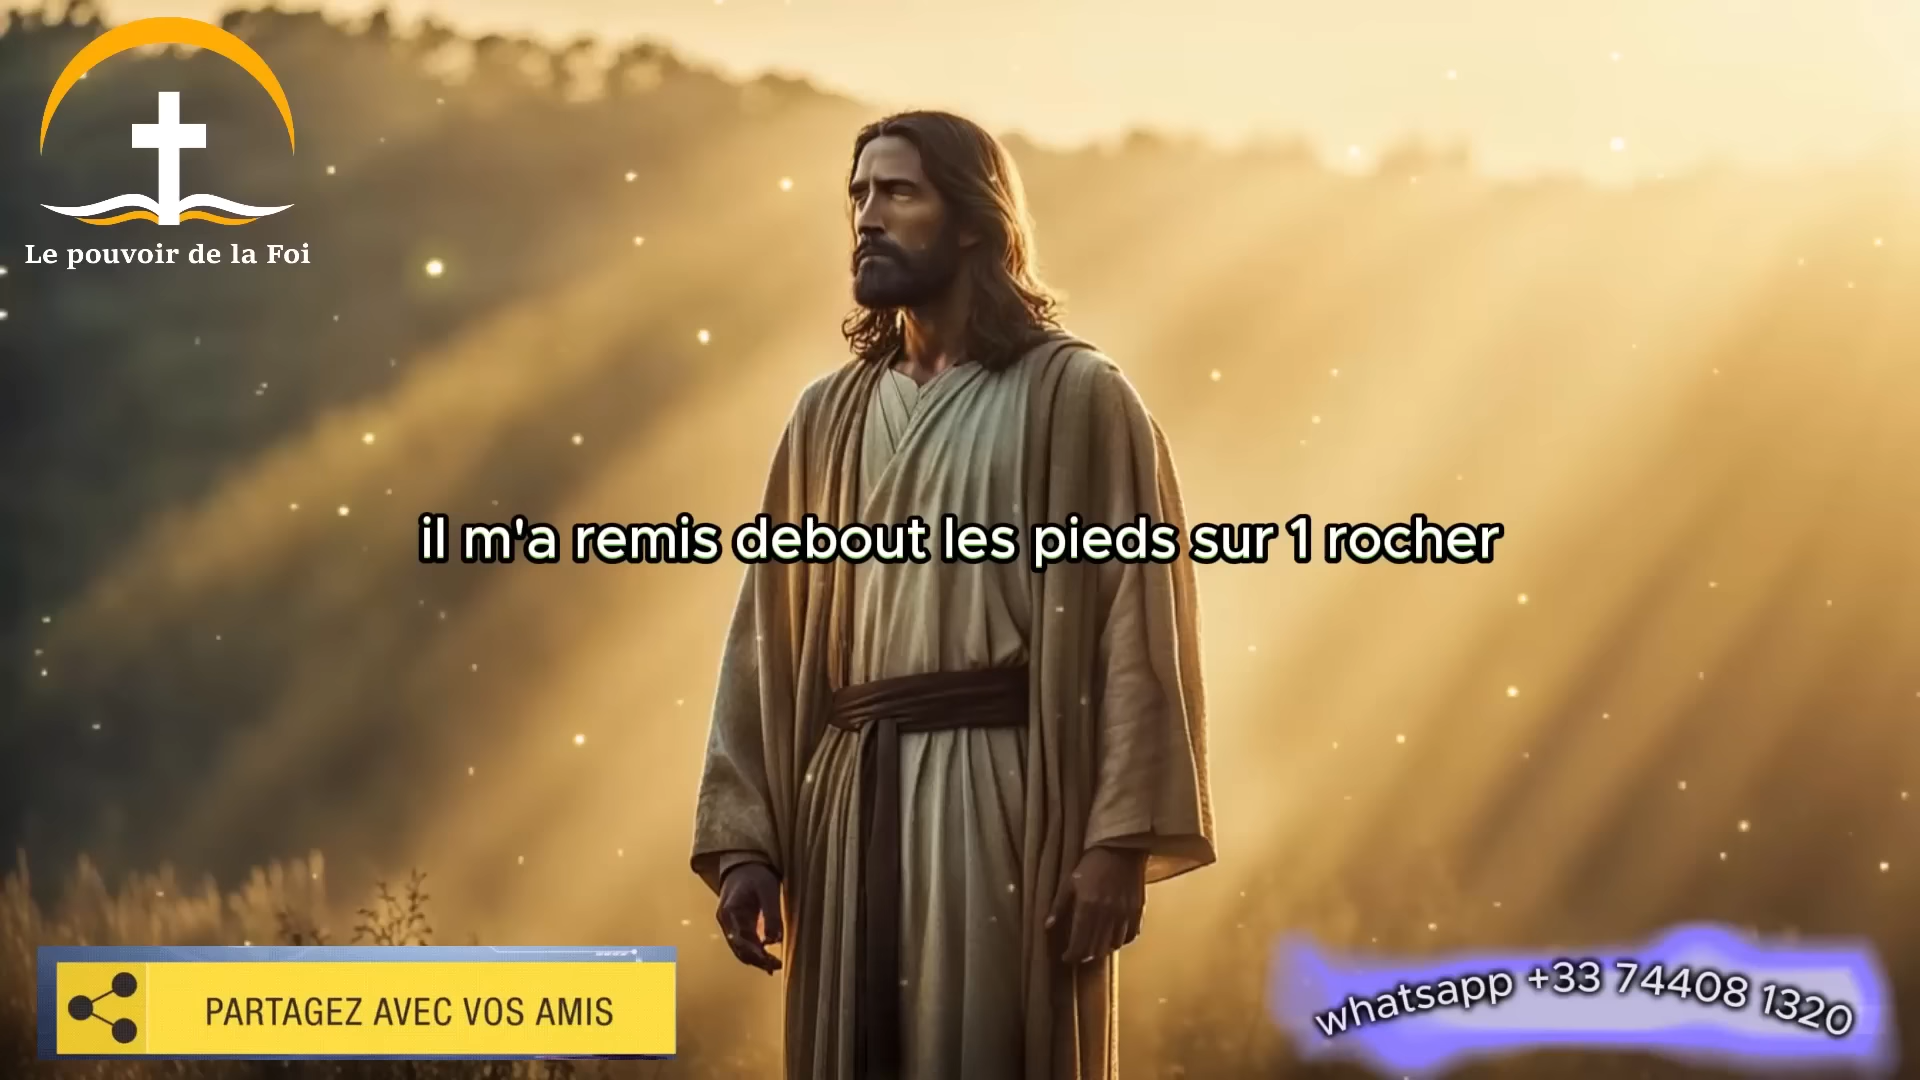 Le pouvoir de la Foi
il m'a remis debout les pieds sur 1 rocher
PARTAGEZ AVEC VOS AMIS
whatsapp +33 74408 1320